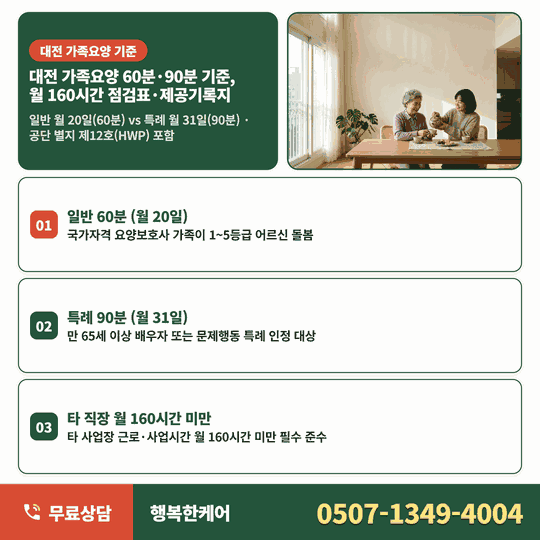 대전 가족요양 기준
대전 가족요양 60분·90분 기준,
월 160시간 점검표·제공기록지
일반 월 20일(60분) vs 특례 월 31일(90분) ·
공단 별지 제12호(HWP) 포함
01
일반 60분 (월 20일)
국가자격 요양보호사 가족이 1~5등급 어르신 돌봄
02
특례 90분 (월 31일)
만 65세 이상 배우자 또는 문제행동 특례 인정 대상
03
타 직장 월 160시간 미만
타 사업장 근로·사업시간 월 160시간 미만 필수 준수
무료상담
행복한케어
0507-1349-4004